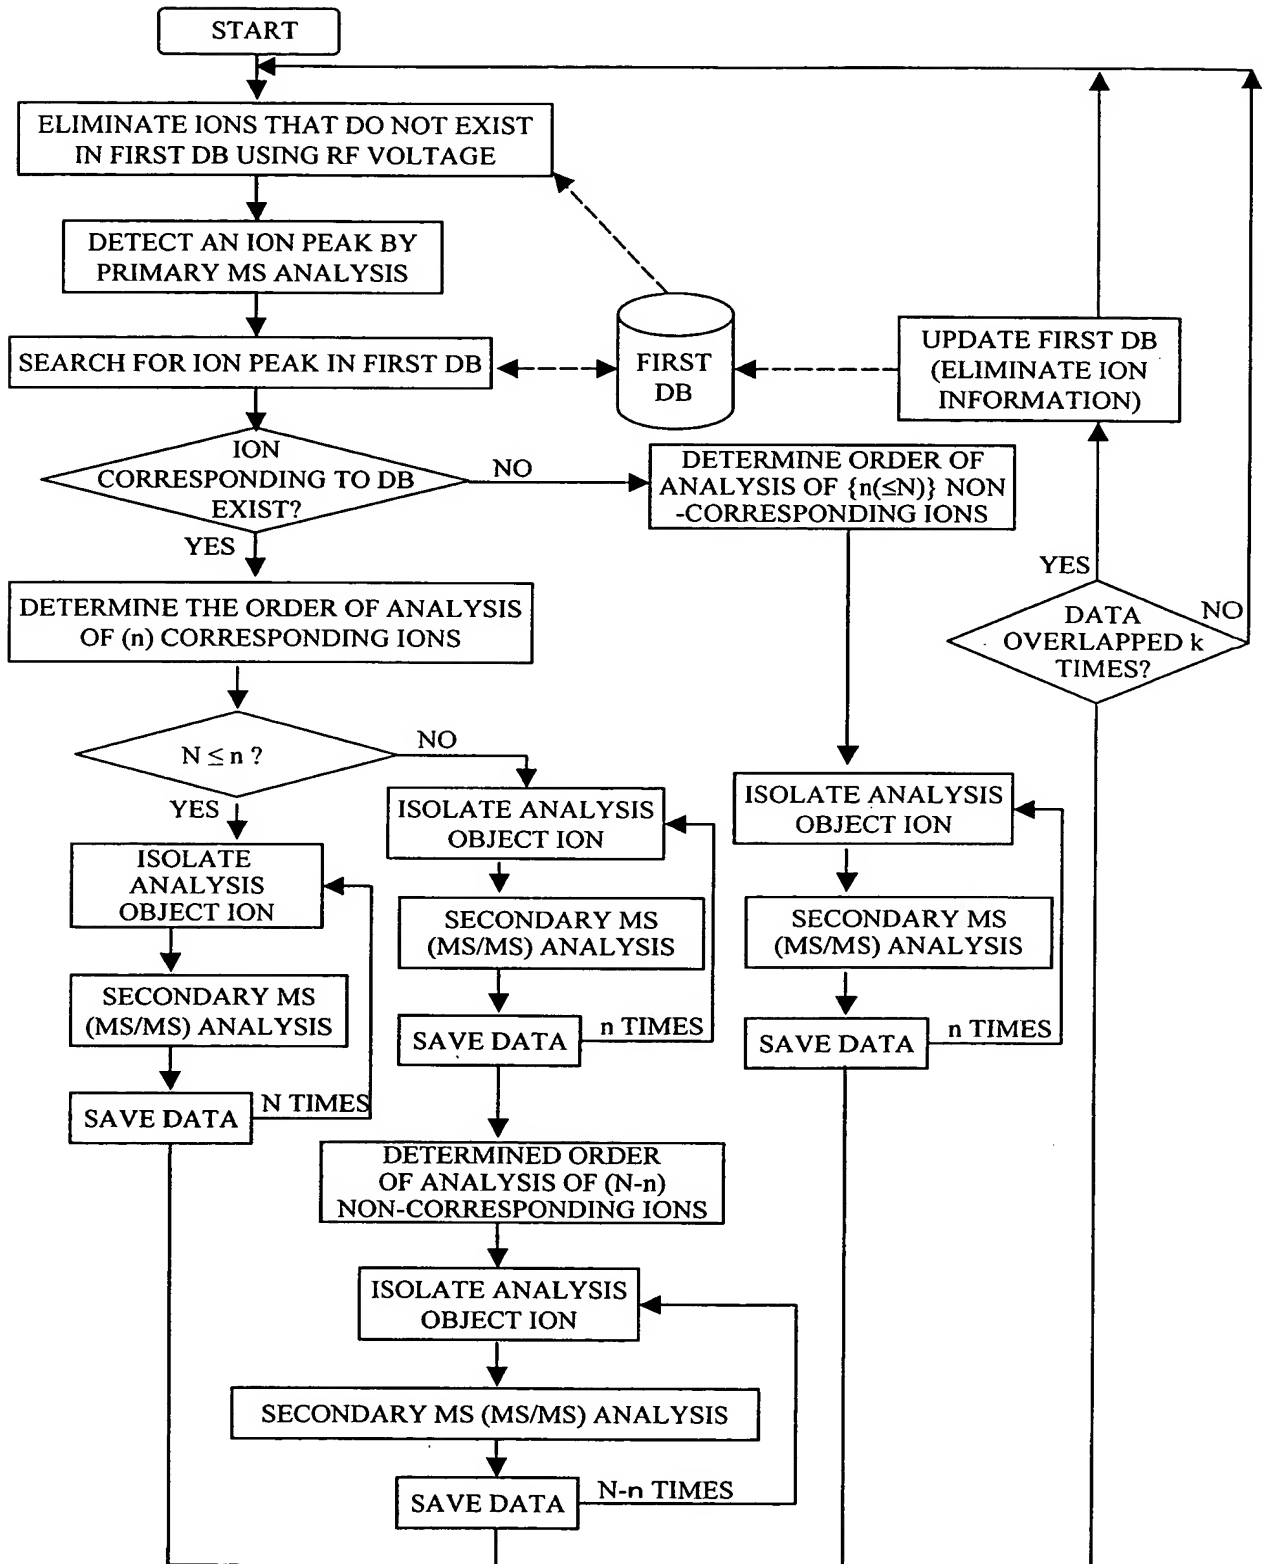 START
ELIMINATE IONS THAT DO NOT EXIST
IN FIRST DB USING RF VOLTAGE
DETECT AN ION PEAK BY
PRIMARY MS ANALYSIS
SEARCH FOR ION PEAK IN FIRST DB
FIRST
DB
UPDATE FIRST DB
(ELIMINATE ION
INFORMATION)
ION
CORRESPONDING TO DB
EXIST?
NO
YES
DETERMINE ORDER OF
ANALYSIS OF {n(≤N)} NON
-CORRESPONDING IONS
YES
NO
DATA
OVERLAPPED k
TIMES?
DETERMINE THE ORDER OF ANALYSIS
OF (n) CORRESPONDING IONS
N ≤ n ?
NO
YES
ISOLATE
ANALYSIS
OBJECT ION
SECONDARY MS
(MS/MS) ANALYSIS
SAVE DATA
N TIMES
ISOLATE ANALYSIS
OBJECT ION
SECONDARY MS
(MS/MS) ANALYSIS
SAVE DATA
n TIMES
DETERMINED ORDER
OF ANALYSIS OF (N-n)
NON-CORRESPONDING IONS
ISOLATE ANALYSIS
OBJECT ION
SECONDARY MS (MS/MS) ANALYSIS
SAVE DATA
N-n TIMES
ISOLATE ANALYSIS
OBJECT ION
SECONDARY MS
(MS/MS) ANALYSIS
SAVE DATA
n TIMES